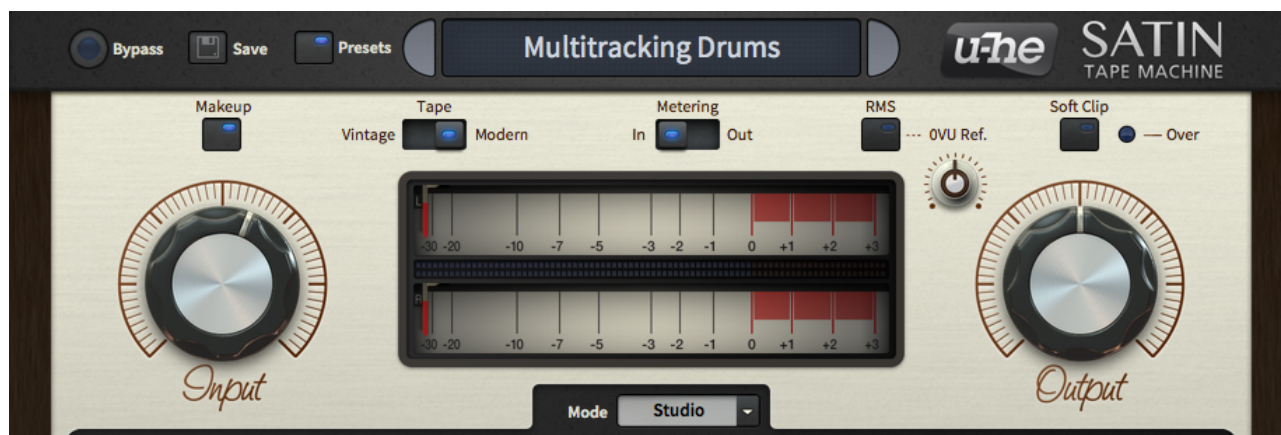 Bypass Save Presets Multitracking Drums u-he SATIN
TAPE MACHINE
Makeup Tape Metering RMS Soft Clip
Vintage Modern In Out --- 0VU Ref. — Over
L
-30 -20 -10 -7 -5 -3 -2 -1 0 +1 +2 +3
R
-30 -20 -10 -7 -5 -3 -2 -1 0 +1 +2 +3
Input Output
Mode Studio